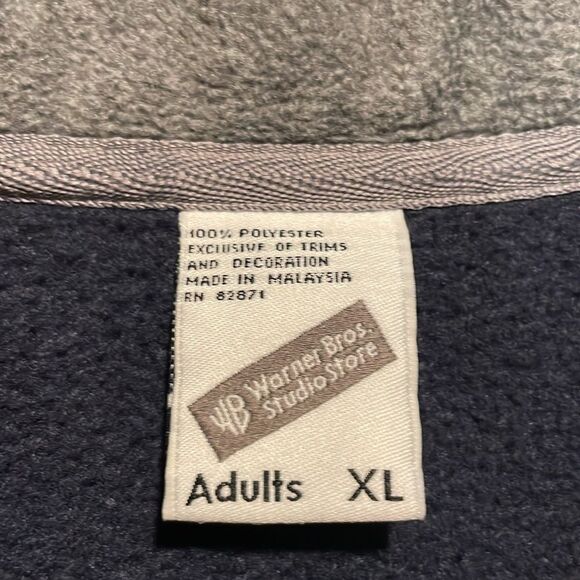 100% POLYESTER
EXCLUSIVE OF TRIMS
AND DECORATION
MADE IN MALAYSIA
RN 82871
WB Warner Bros.
Studio Store
Adults XL